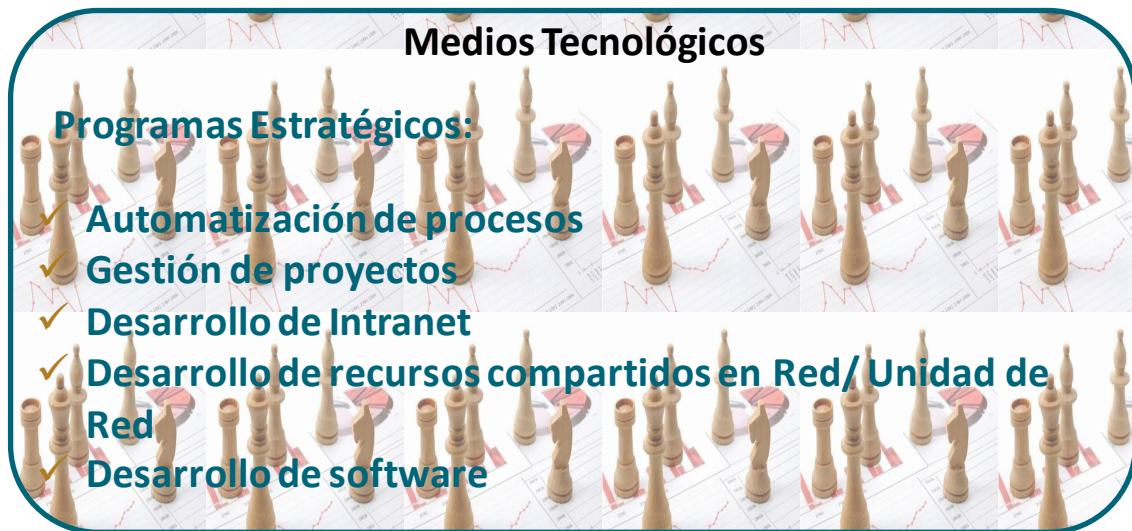 Medios Tecnológicos
Programas Estratégicos:
✓ Automatización de procesos
✓ Gestión de proyectos
✓ Desarrollo de Intranet
✓ Desarrollo de recursos compartidos en Red/ Unidad de
Red
✓ Desarrollo de software